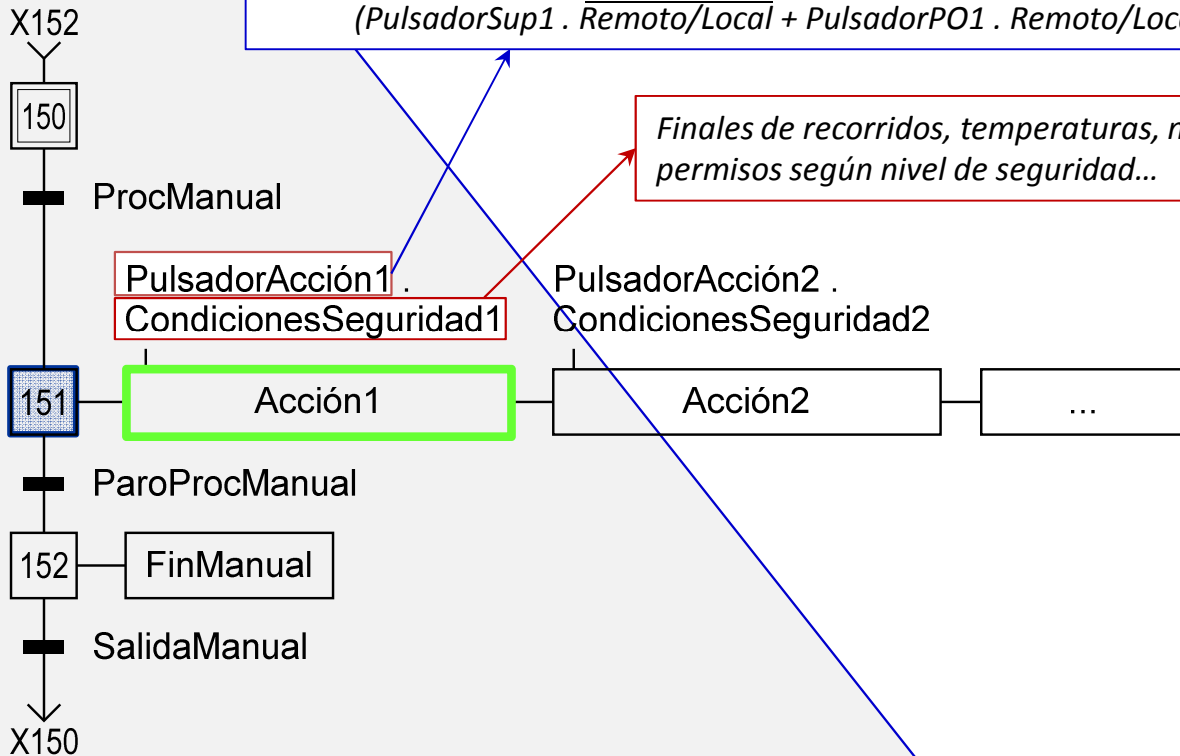 X152
(PulsadorSup1 . Remoto/Local + PulsadorPO1 . Remoto/Loca
150
Finales de recorridos, temperaturas, n
permisos según nivel de seguridad…
ProcManual
PulsadorAcción1 .
CondicionesSeguridad1
PulsadorAcción2 .
CondicionesSeguridad2
151
Acción1
Acción2
...
ParoProcManual
152
FinManual
SalidaManual
X150